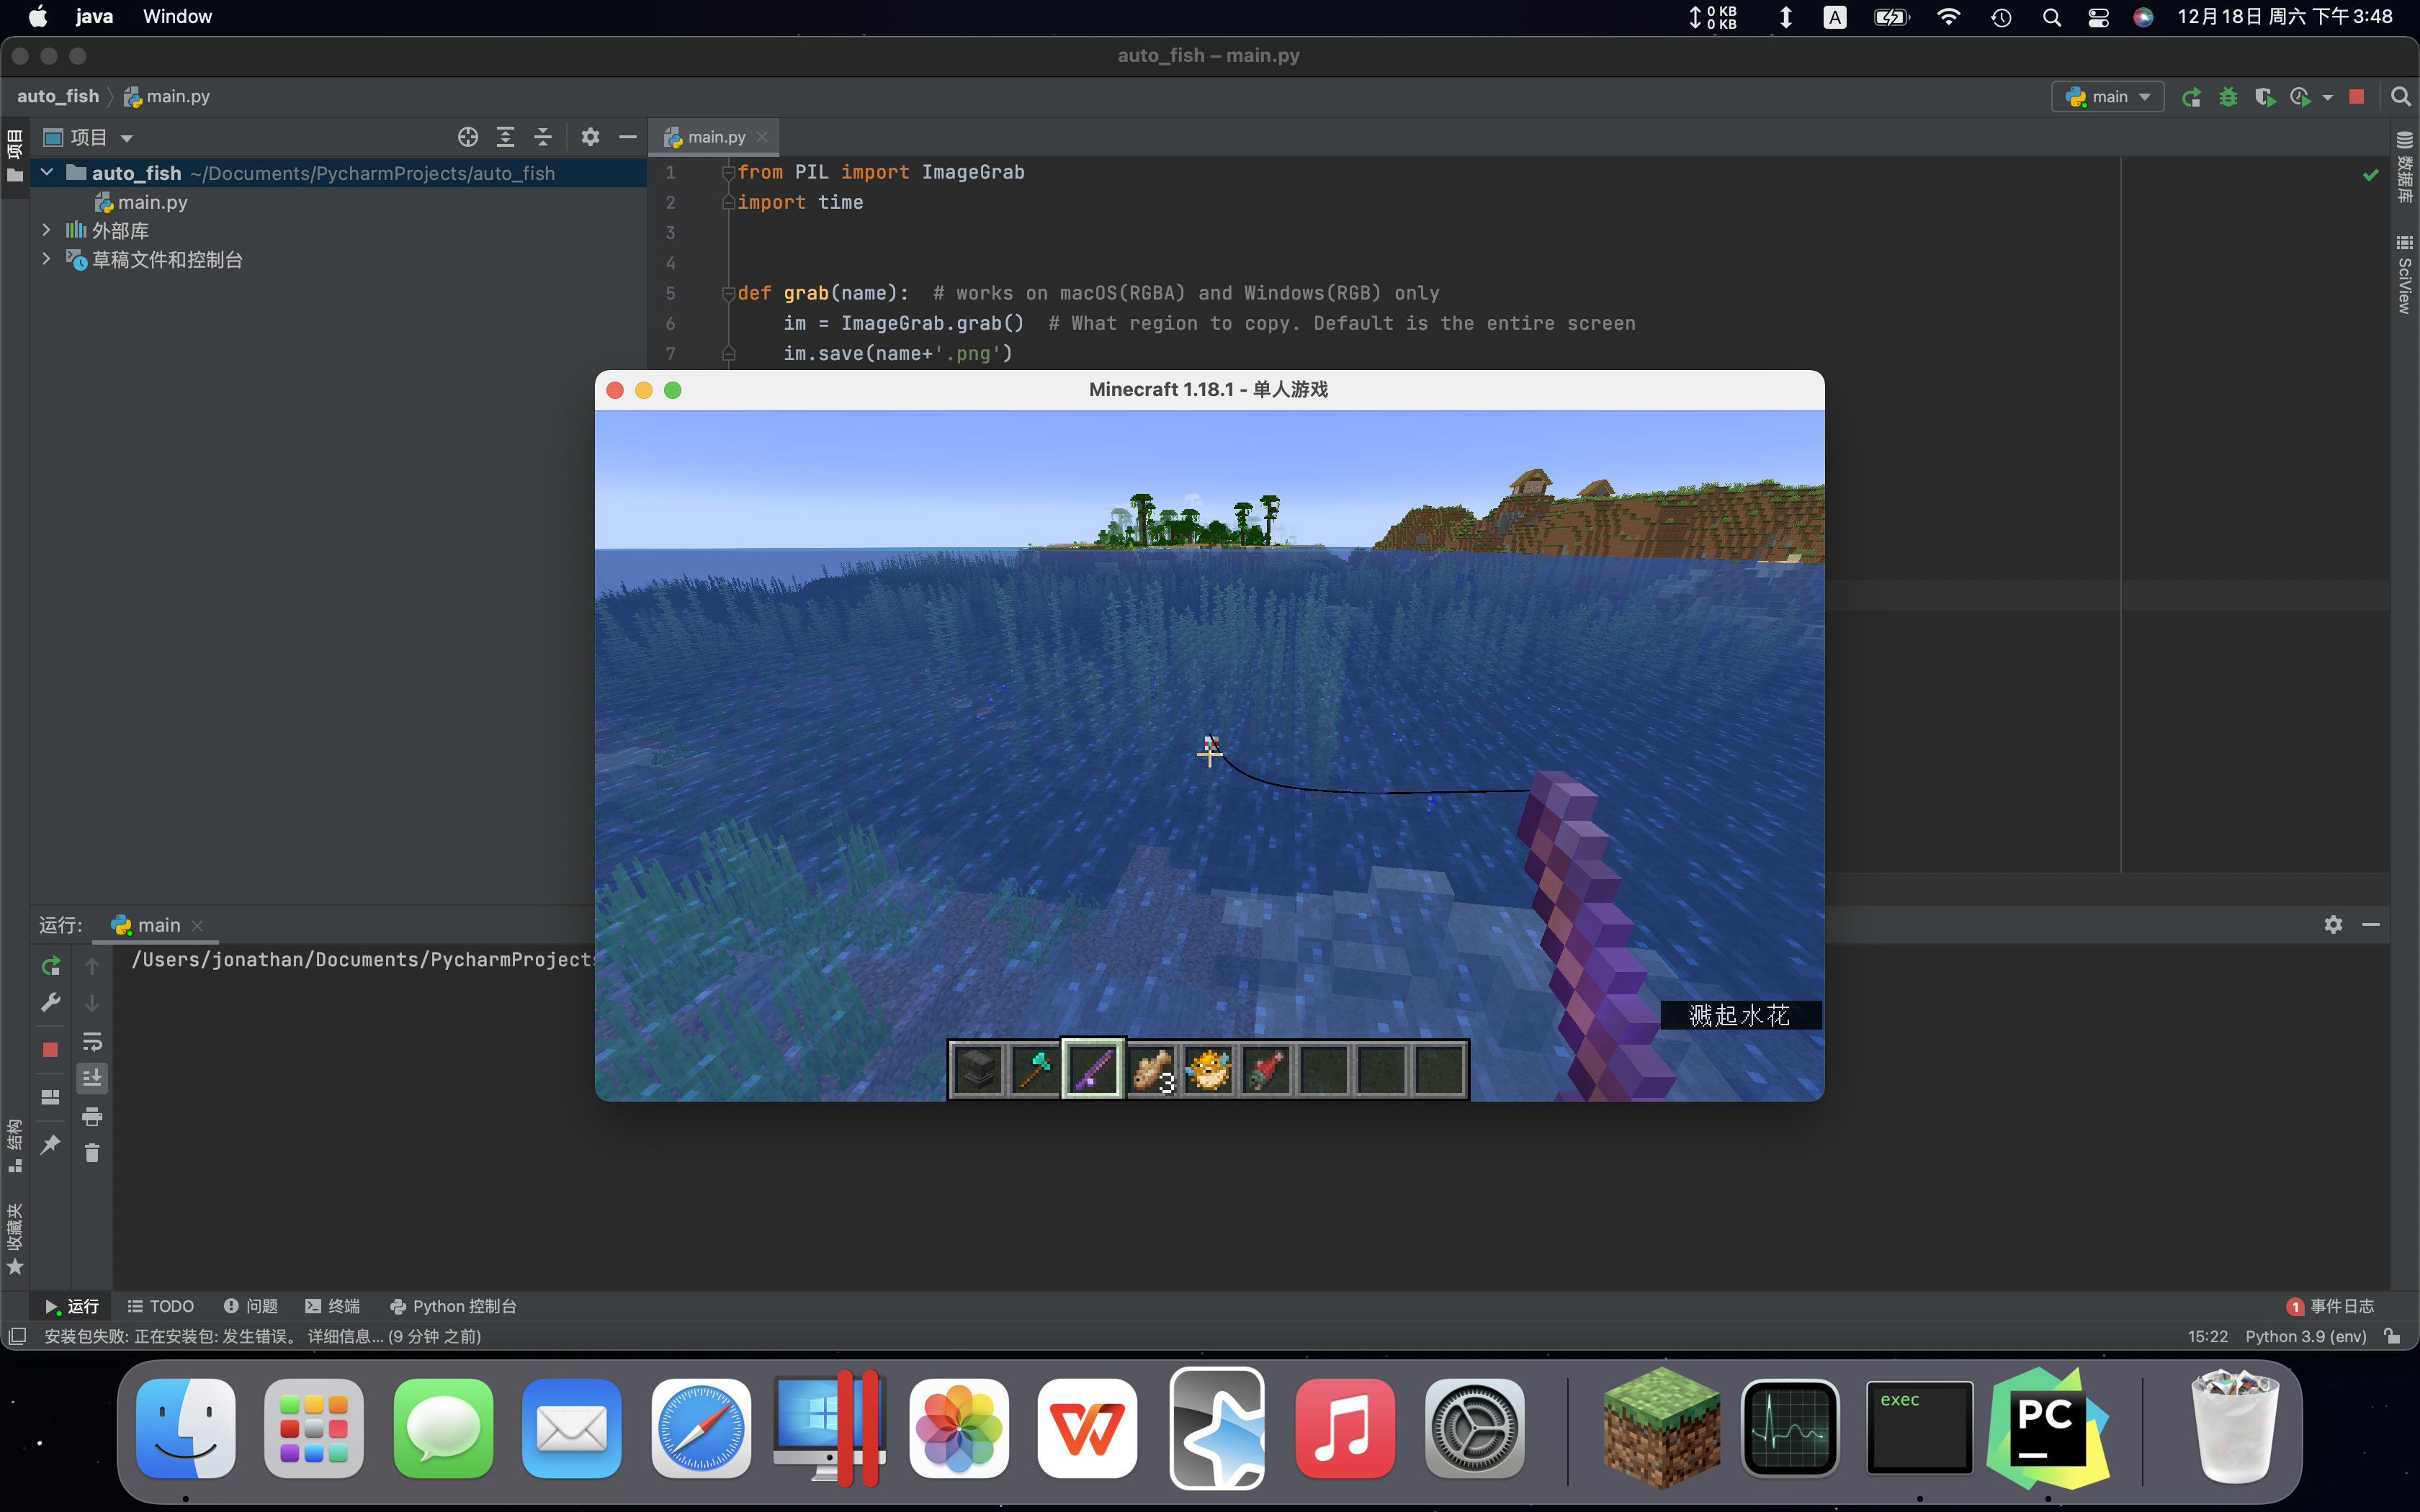 java Window 0 KB A 12月18日 周六 下午3:48
0 KB
auto_fish – main.py
auto_fish main.py main
项目 main.py
项目
auto_fish ~/Documents/PycharmProjects/auto_fish
main.py
外部库
草稿文件和控制台
1 from PIL import ImageGrab
2 import time
3
4
5 def grab(name): # works on macOS(RGBA) and Windows(RGB) only
6 im = ImageGrab.grab() # What region to copy. Default is the entire screen
7 im.save(name+'.png')
数据库
SciView
Minecraft 1.18.1 - 单人游戏
溅起水花
3
运行: main
/Users/jonathan/Documents/PycharmProjects
结构
收藏夹
运行 TODO 问题 终端 Python 控制台 1 事件日志
安装包失败: 正在安装包: 发生错误。 详细信息... (9 分钟 之前) 15:22 Python 3.9 (env)
exec
PC